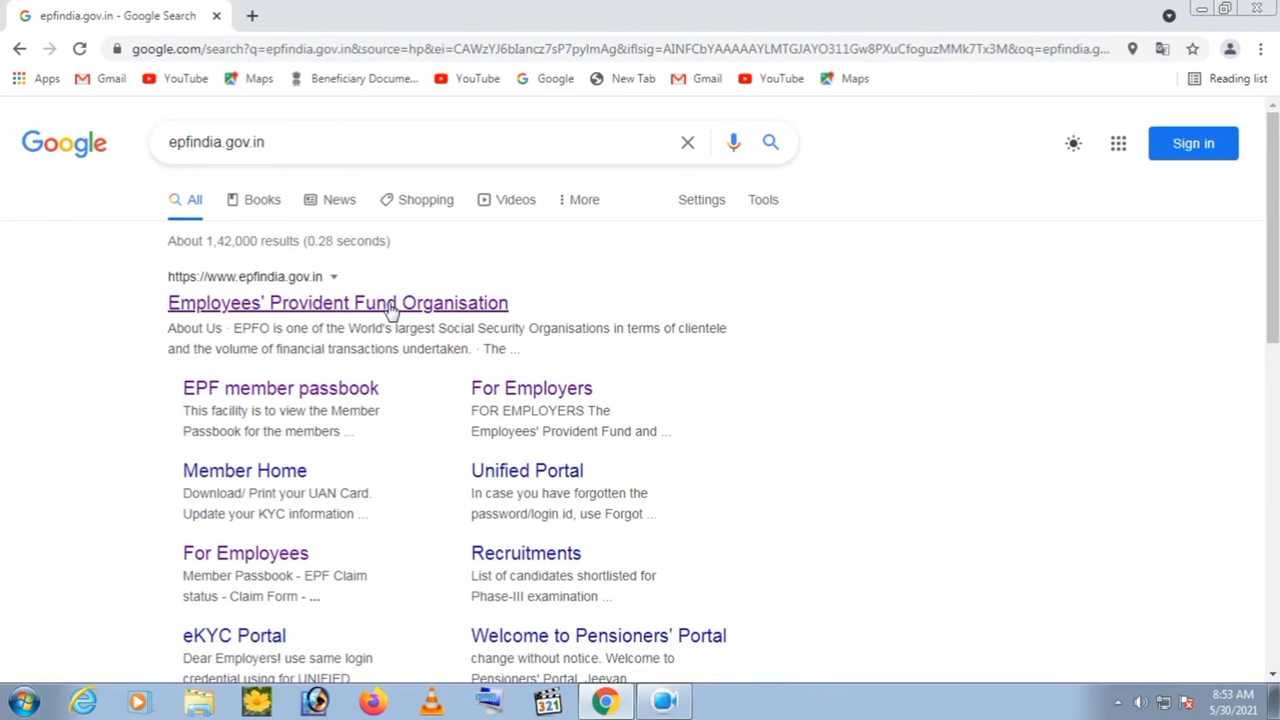 epfindia.gov.in - Google Search
google.com/search?q=epfindia.gov.in&source=hp&ei=CAWzYJ6bIancz7sP7pylmAg&iflsig=AINFCbYAAAAAYLMTGJAYO311Gw8PXuCfoguzMMk7Tx3M&oq=epfindia.g...
Apps Gmail YouTube Maps Beneficiary Docume... YouTube Google New Tab Gmail YouTube Maps Reading list
Google epfindia.gov.in Sign in
All Books News Shopping Videos More Settings Tools
About 1,42,000 results (0.28 seconds)
https://www.epfindia.gov.in
Employees' Provident Fund Organisation
About Us · EPFO is one of the World's largest Social Security Organisations in terms of clientele
and the volume of financial transactions undertaken. · The ...
EPF member passbook
This facility is to view the Member
Passbook for the members ...
For Employers
FOR EMPLOYERS The
Employees' Provident Fund and ...
Member Home
Download/ Print your UAN Card.
Update your KYC information ...
Unified Portal
In case you have forgotten the
password/login id, use Forgot ...
For Employees
Member Passbook - EPF Claim
status - Claim Form - ...
Recruitments
List of candidates shortlisted for
Phase-III examination ...
eKYC Portal
Dear Employers! use same login
credential using for UNIFIED
Welcome to Pensioners' Portal
change without notice. Welcome to
Pensioners' Portal, Jeevan
321
8:53 AM
5/30/2021